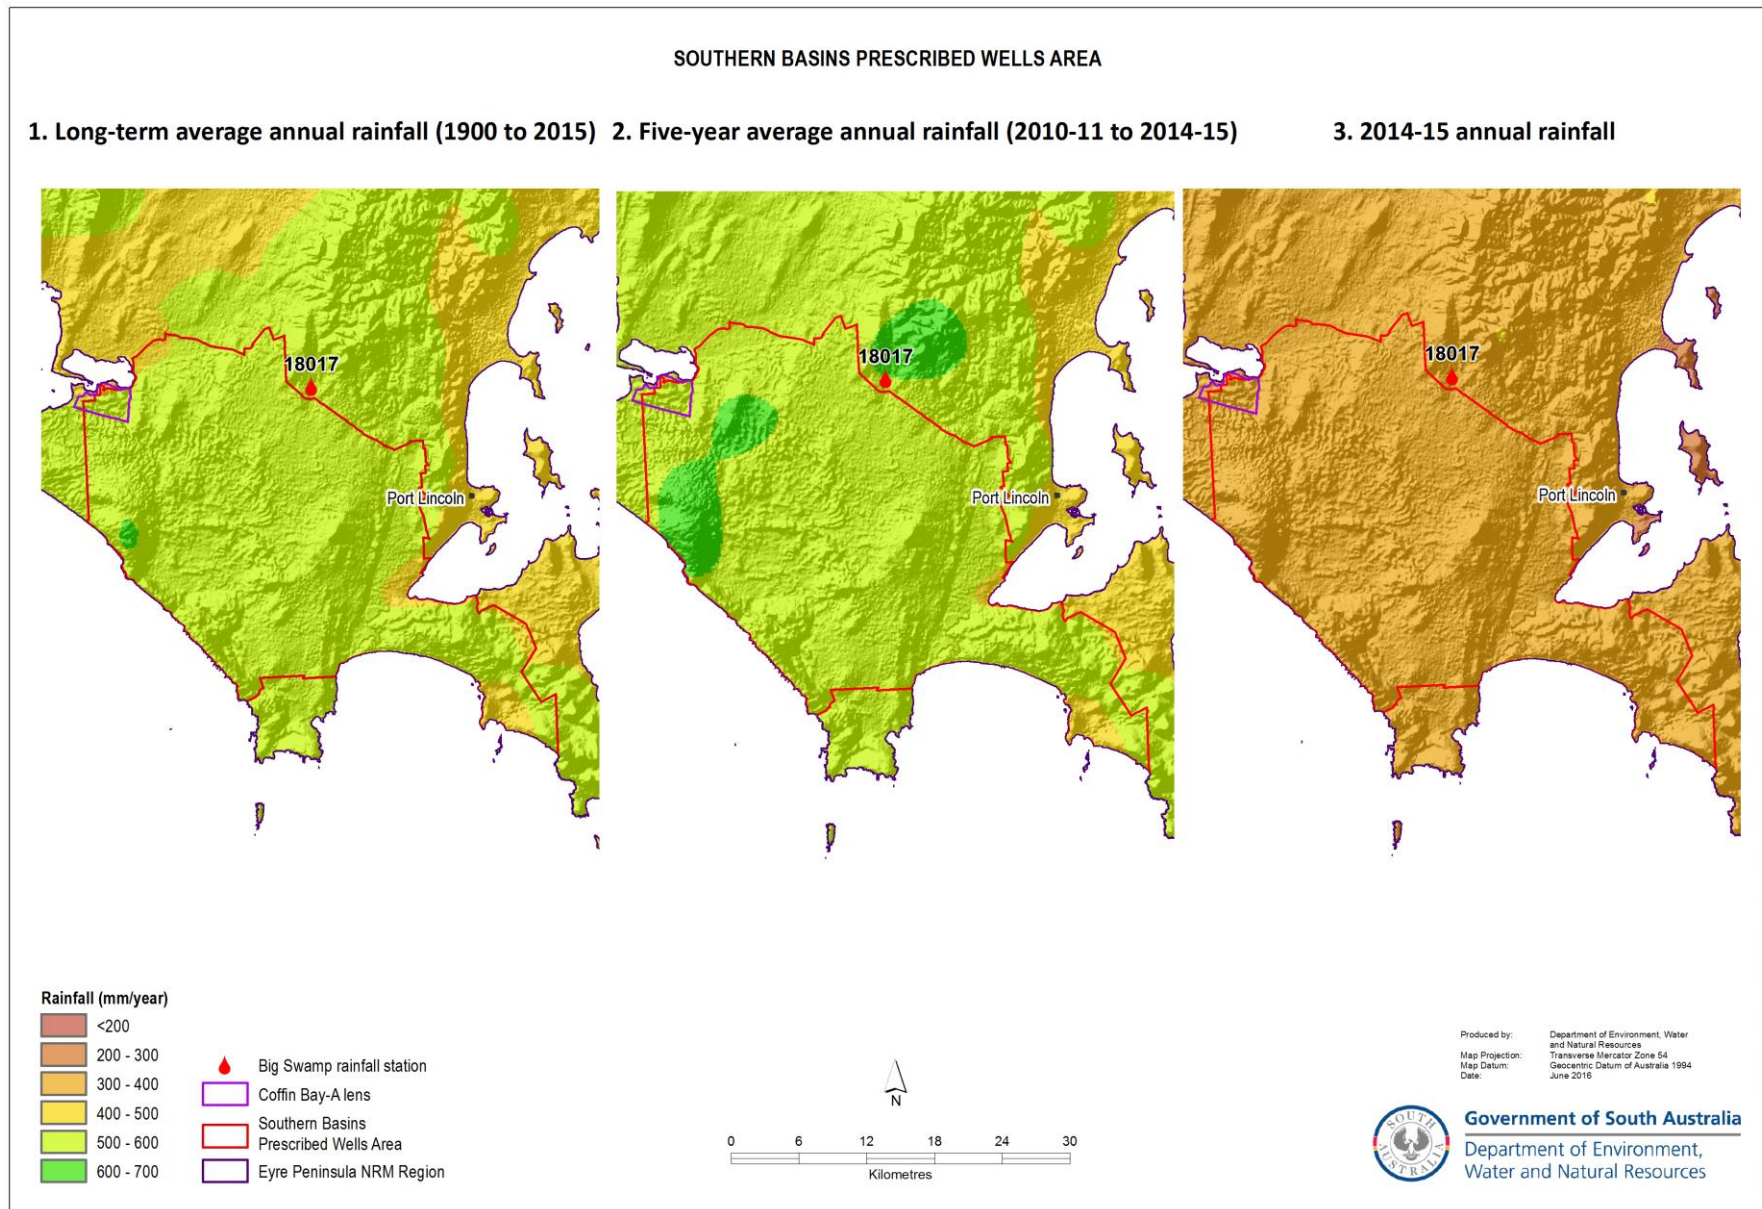 SOUTHERN BASINS PRESCRIBED WELLS AREA
1. Long-term average annual rainfall (1900 to 2015)
2. Five-year average annual rainfall (2010-11 to 2014-15)
3. 2014-15 annual rainfall
18017
Port Lincoln
18017
Port Lincoln
18017
Port Lincoln
Rainfall (mm/year)
<200
200 - 300
300 - 400
400 - 500
500 - 600
600 - 700
Big Swamp rainfall station
Coffin Bay-A lens
Southern Basins
Prescribed Wells Area
Eyre Peninsula NRM Region
N
0 6 12 18 24 30
Kilometres
Produced by: Department of Environment, Water
and Natural Resources
Map Projection: Transverse Mercator Zone 54
Map Datum: Geocentric Datum of Australia 1994
Date: June 2016
SOUTH
AUSTRALIA
Government of South Australia
Department of Environment,
Water and Natural Resources